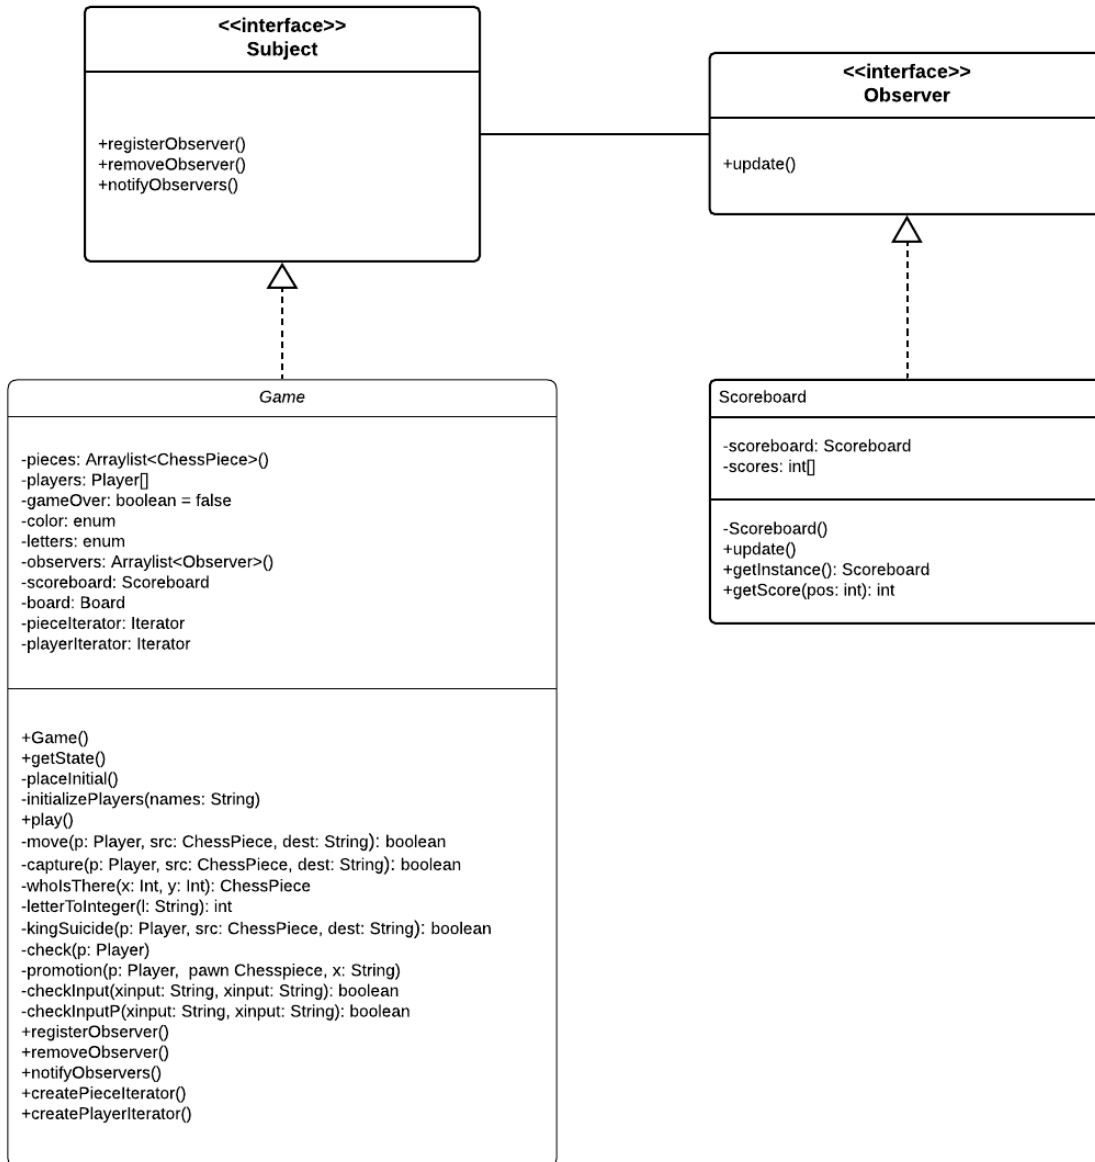 <<interface>>
Subject
+registerObserver()
+removeObserver()
+notifyObservers()
<<interface>>
Observer
+update()
Game
-pieces: Arraylist<ChessPiece>()
-players: Player[]
-gameOver: boolean = false
-color: enum
-letters: enum
-observers: Arraylist<Observer>()
-scoreboard: Scoreboard
-board: Board
-pieceIterator: Iterator
-playerIterator: Iterator
+Game()
+getState()
-placeInitial()
-initializePlayers(names: String)
+play()
-move(p: Player, src: ChessPiece, dest: String): boolean
-capture(p: Player, src: ChessPiece, dest: String): boolean
-whoIsThere(x: Int, y: Int): ChessPiece
-letterToInteger(l: String): int
-kingSuicide(p: Player, src: ChessPiece, dest: String): boolean
-check(p: Player)
-promotion(p: Player, pawn Chesspiece, x: String)
-checkInput(xinput: String, xinput: String): boolean
-checkInputP(xinput: String, xinput: String): boolean
+registerObserver()
+removeObserver()
+notifyObservers()
+createPieceIterator()
+createPlayerIterator()
Scoreboard
-scoreboard: Scoreboard
-scores: int[]
-Scoreboard()
+update()
+getInstance(): Scoreboard
+getScore(pos: int): int